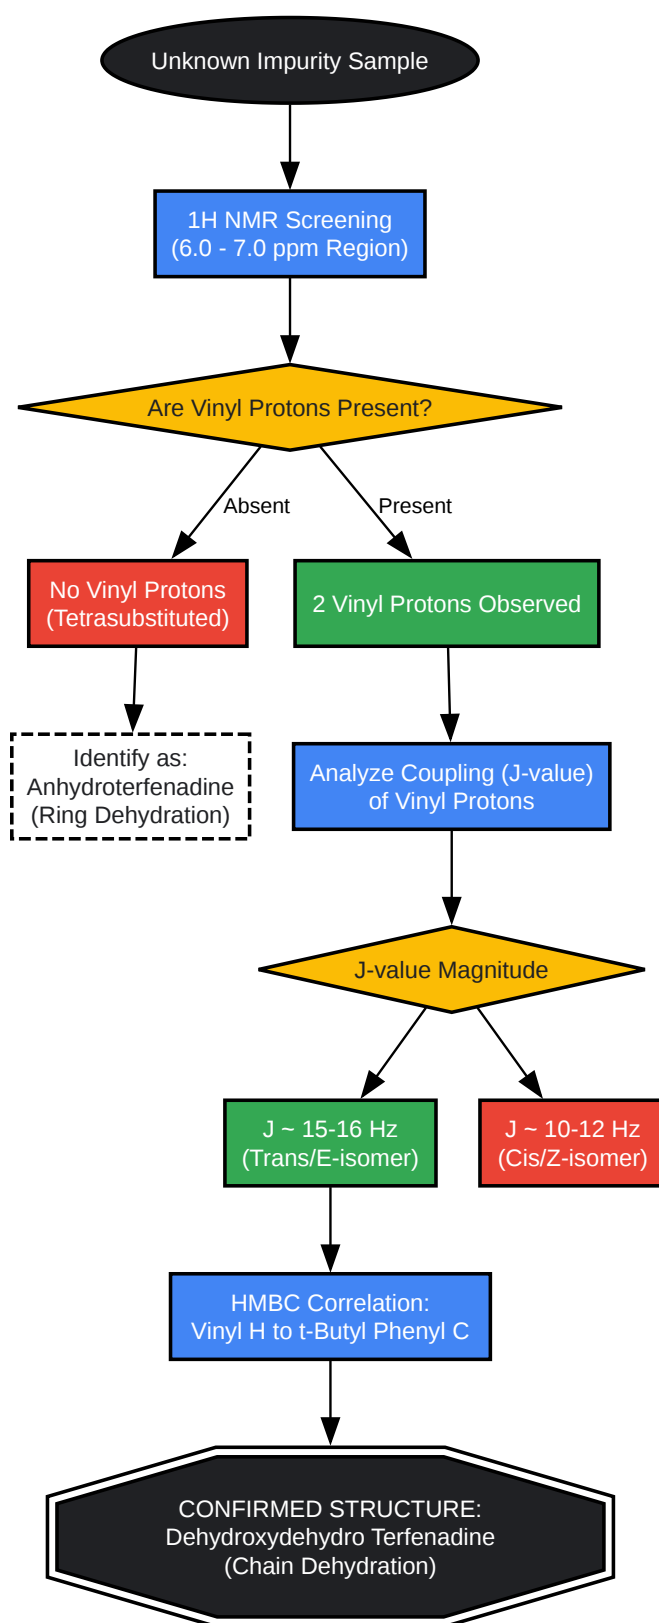 Unknown Impurity Sample
1H NMR Screening
(6.0 - 7.0 ppm Region)
Are Vinyl Protons Present?
Absent
Present
No Vinyl Protons
(Tetrasubstituted)
2 Vinyl Protons Observed
Identify as:
Anhydroterfenadine
(Ring Dehydration)
Analyze Coupling (J-value)
of Vinyl Protons
J-value Magnitude
J ~ 15-16 Hz
(Trans/E-isomer)
J ~ 10-12 Hz
(Cis/Z-isomer)
HMBC Correlation:
Vinyl H to t-Butyl Phenyl C
CONFIRMED STRUCTURE:
Dehydroxydehydro Terfenadine
(Chain Dehydration)